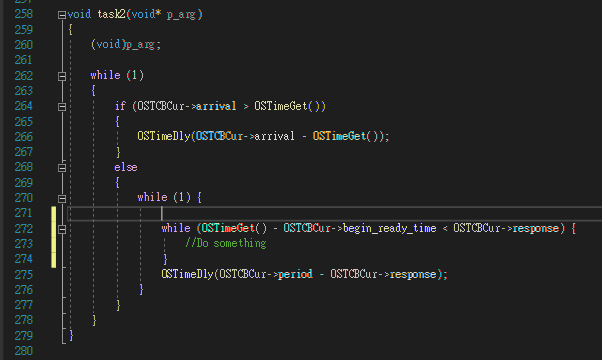 258 void task2(void* p_arg)
259 {
260 (void)p_arg;
261
262 while (1)
263 {
264 if (OSTCBCur->arrival > OSTimeGet())
265 {
266 OSTimeDly(OSTCBCur->arrival - OSTimeGet());
267 }
268 else
269 {
270 while (1) {
271
272 while (OSTimeGet() - OSTCBCur->begin_ready_time < OSTCBCur->response) {
273 //Do something
274 }
275 OSTimeDly(OSTCBCur->period - OSTCBCur->response);
276 }
277 }
278 }
279 }
280